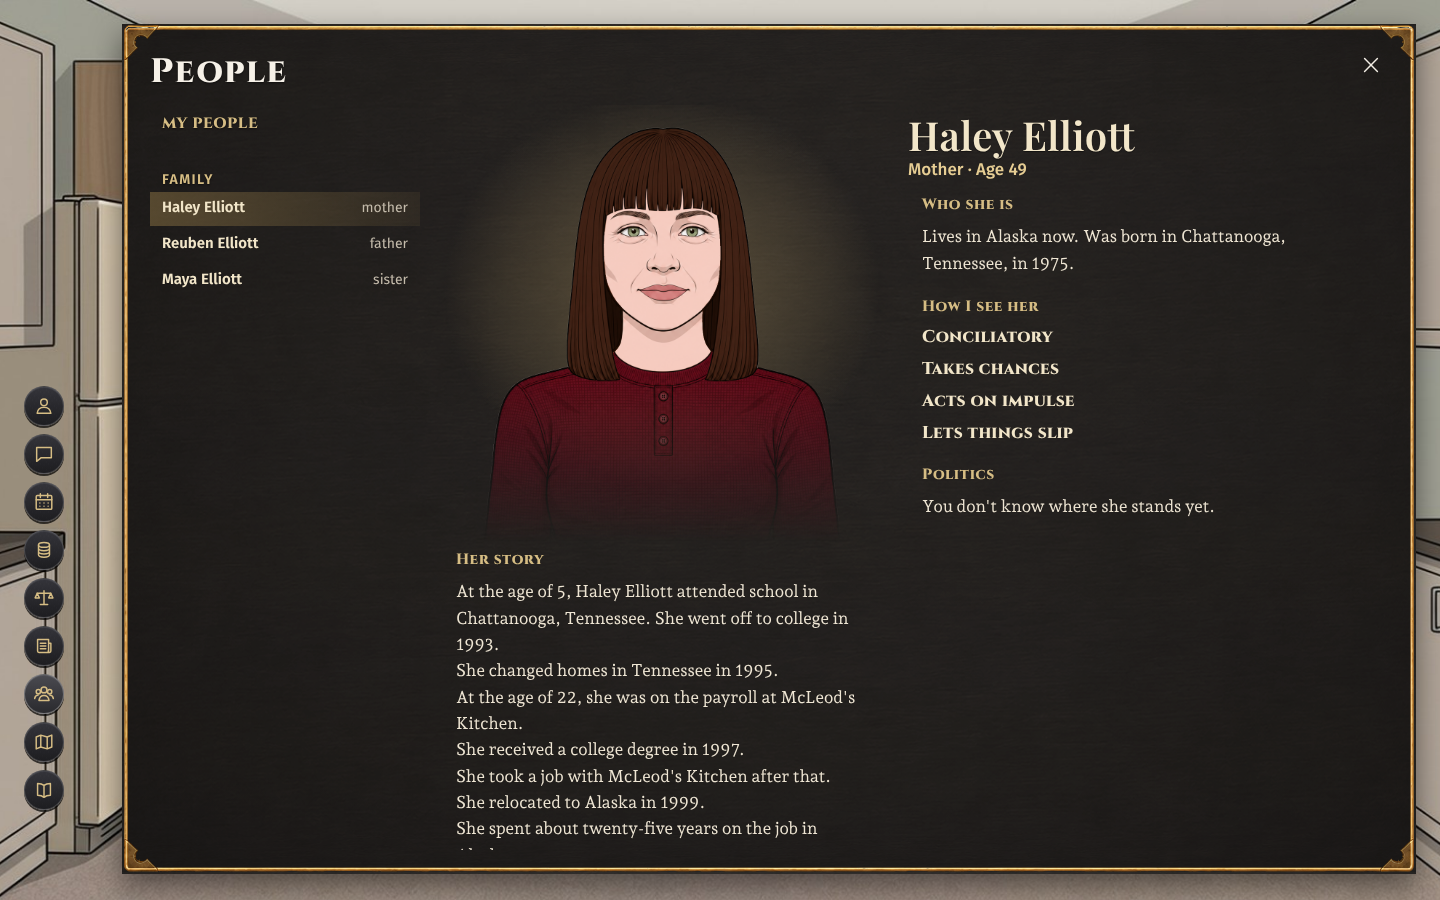 People
MY PEOPLE
FAMILY
Haley Elliott mother
Reuben Elliott father
Maya Elliott sister
Haley Elliott
Mother · Age 49
Who she is
Lives in Alaska now. Was born in Chattanooga,
Tennessee, in 1975.
How I see her
Conciliatory
Takes chances
Acts on impulse
Lets things slip
Politics
You don't know where she stands yet.
Her story
At the age of 5, Haley Elliott attended school in
Chattanooga, Tennessee. She went off to college in
1993.
She changed homes in Tennessee in 1995.
At the age of 22, she was on the payroll at McLeod's
Kitchen.
She received a college degree in 1997.
She took a job with McLeod's Kitchen after that.
She relocated to Alaska in 1999.
She spent about twenty-five years on the job in